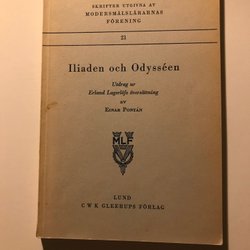 SKRIFTER UTGIVNA AV
MODERSMÅLSLÄRARNAS
FÖRENING
23
Iliaden och Odysséen
Utdrag ur
Erland Lagerlöfs översättning
AV
EINAR PONTÁN
MLF
LUND
C W K GLEERUPS FÖRLAG